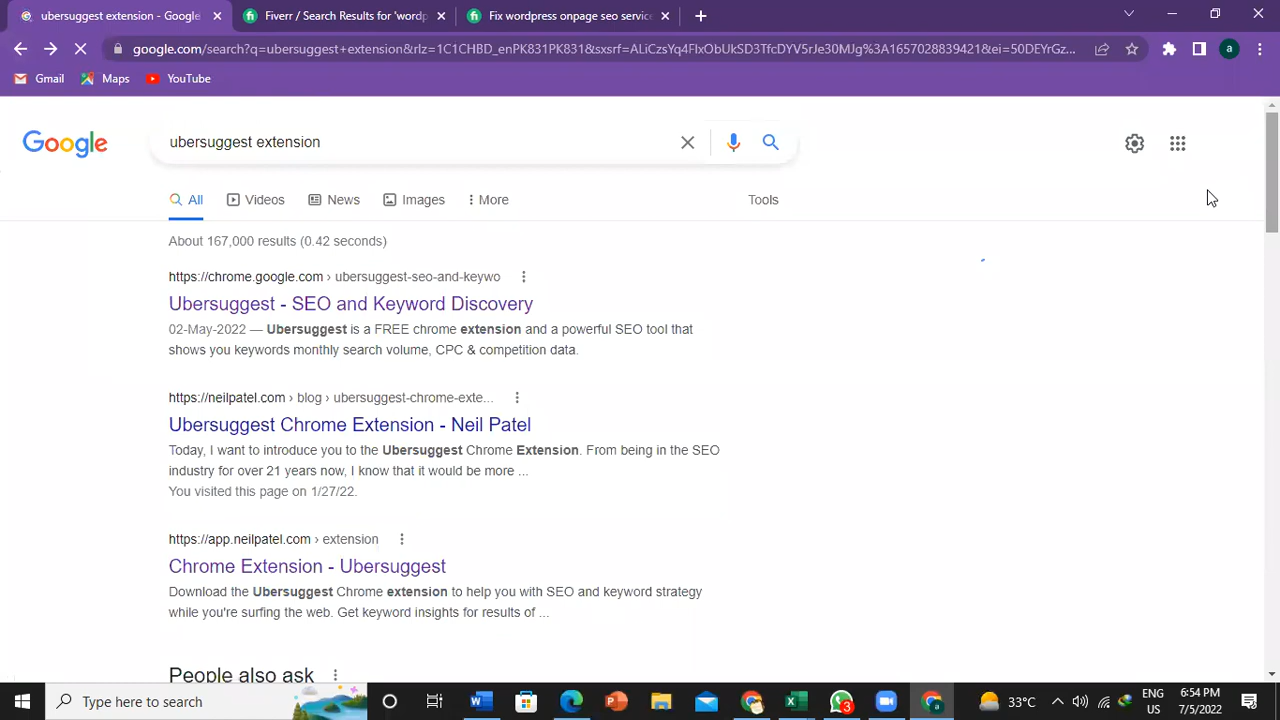 ubersuggest extension - Google
Fiverr / Search Results for 'wordp
Fix wordpress onpage seo service
google.com/search?q=ubersuggest+extension&rlz=1C1CHBD_enPK831PK831&sxsrf=ALiCzsYq4FIxObUkSD3TfcDYV5rJe30MJg%3A1657028839421&ei=50DEYrGz...
a
Gmail Maps YouTube
Google
ubersuggest extension
All Videos News Images More Tools
About 167,000 results (0.42 seconds)
https://chrome.google.com › ubersuggest-seo-and-keywo
Ubersuggest - SEO and Keyword Discovery
02-May-2022 — Ubersuggest is a FREE chrome extension and a powerful SEO tool that
shows you keywords monthly search volume, CPC & competition data.
https://neilpatel.com › blog › ubersuggest-chrome-exte...
Ubersuggest Chrome Extension - Neil Patel
Today, I want to introduce you to the Ubersuggest Chrome Extension. From being in the SEO
industry for over 21 years now, I know that it would be more ...
You visited this page on 1/27/22.
https://app.neilpatel.com › extension
Chrome Extension - Ubersuggest
Download the Ubersuggest Chrome extension to help you with SEO and keyword strategy
while you're surfing the web. Get keyword insights for results of ...
People also ask
Type here to search
3
33°C
ENG
US
6:54 PM
7/5/2022